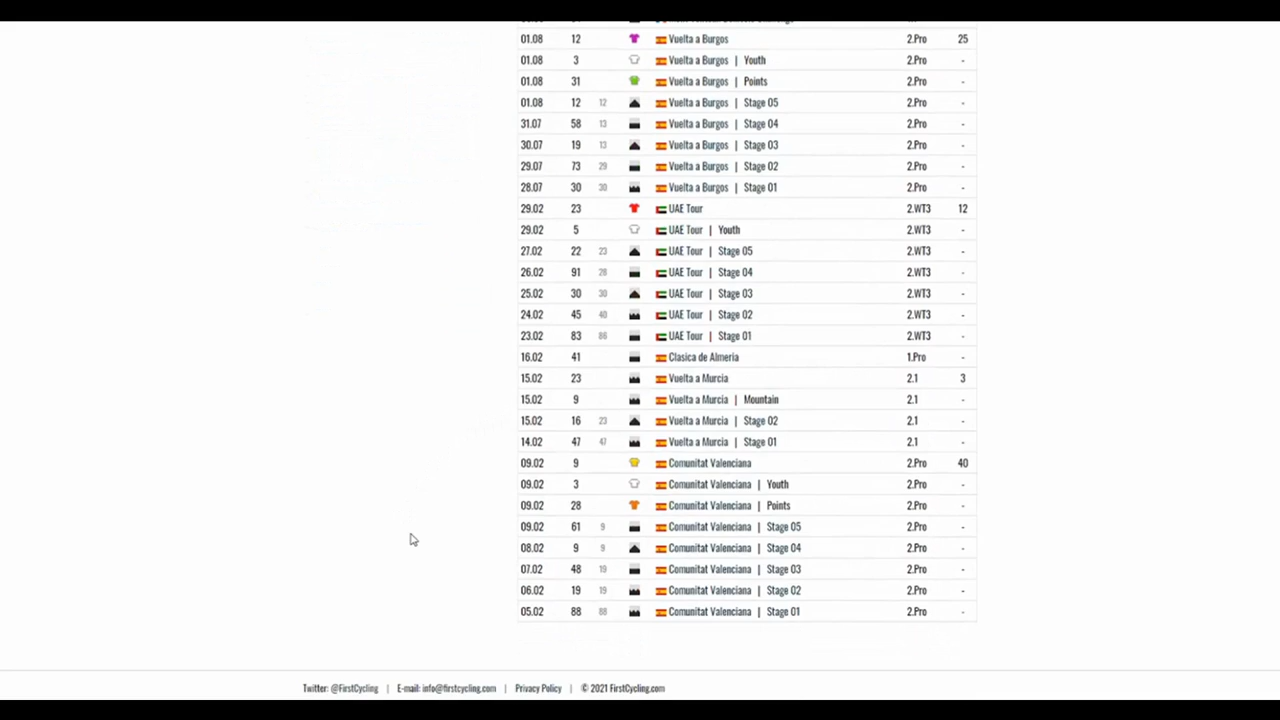 01.08 12 Vuelta a Burgos 2.Pro 25
01.08 3 Vuelta a Burgos | Youth 2.Pro -
01.08 31 Vuelta a Burgos | Points 2.Pro -
01.08 12 12 Vuelta a Burgos | Stage 05 2.Pro -
31.07 58 13 Vuelta a Burgos | Stage 04 2.Pro -
30.07 19 13 Vuelta a Burgos | Stage 03 2.Pro -
29.07 73 29 Vuelta a Burgos | Stage 02 2.Pro -
28.07 30 30 Vuelta a Burgos | Stage 01 2.Pro -
29.02 23 UAE Tour 2.WT3 12
29.02 5 UAE Tour | Youth 2.WT3 -
27.02 22 23 UAE Tour | Stage 05 2.WT3 -
26.02 91 28 UAE Tour | Stage 04 2.WT3 -
25.02 30 30 UAE Tour | Stage 03 2.WT3 -
24.02 45 40 UAE Tour | Stage 02 2.WT3 -
23.02 83 86 UAE Tour | Stage 01 2.WT3 -
16.02 41 Clasica de Almeria 1.Pro -
15.02 23 Vuelta a Murcia 2.1 3
15.02 9 Vuelta a Murcia | Mountain 2.1 -
15.02 16 23 Vuelta a Murcia | Stage 02 2.1 -
14.02 47 47 Vuelta a Murcia | Stage 01 2.1 -
09.02 9 Comunitat Valenciana 2.Pro 40
09.02 3 Comunitat Valenciana | Youth 2.Pro -
09.02 28 Comunitat Valenciana | Points 2.Pro -
09.02 61 9 Comunitat Valenciana | Stage 05 2.Pro -
08.02 9 9 Comunitat Valenciana | Stage 04 2.Pro -
07.02 48 19 Comunitat Valenciana | Stage 03 2.Pro -
06.02 19 19 Comunitat Valenciana | Stage 02 2.Pro -
05.02 88 88 Comunitat Valenciana | Stage 01 2.Pro -
Twitter: @FirstCycling | E-mail: info@firstcycling.com | Privacy Policy | © 2021 FirstCycling.com